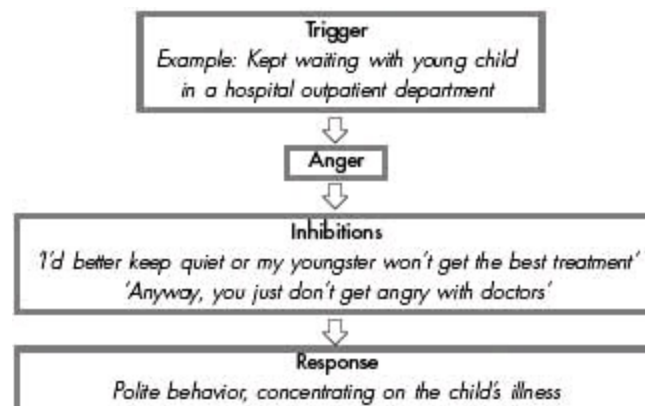 Trigger
Example: Kept waiting with young child
in a hospital outpatient department
Anger
Inhibitions
'I'd better keep quiet or my youngster won't get the best treatment'
'Anyway, you just don't get angry with doctors'
Response
Polite behavior, concentrating on the child's illness